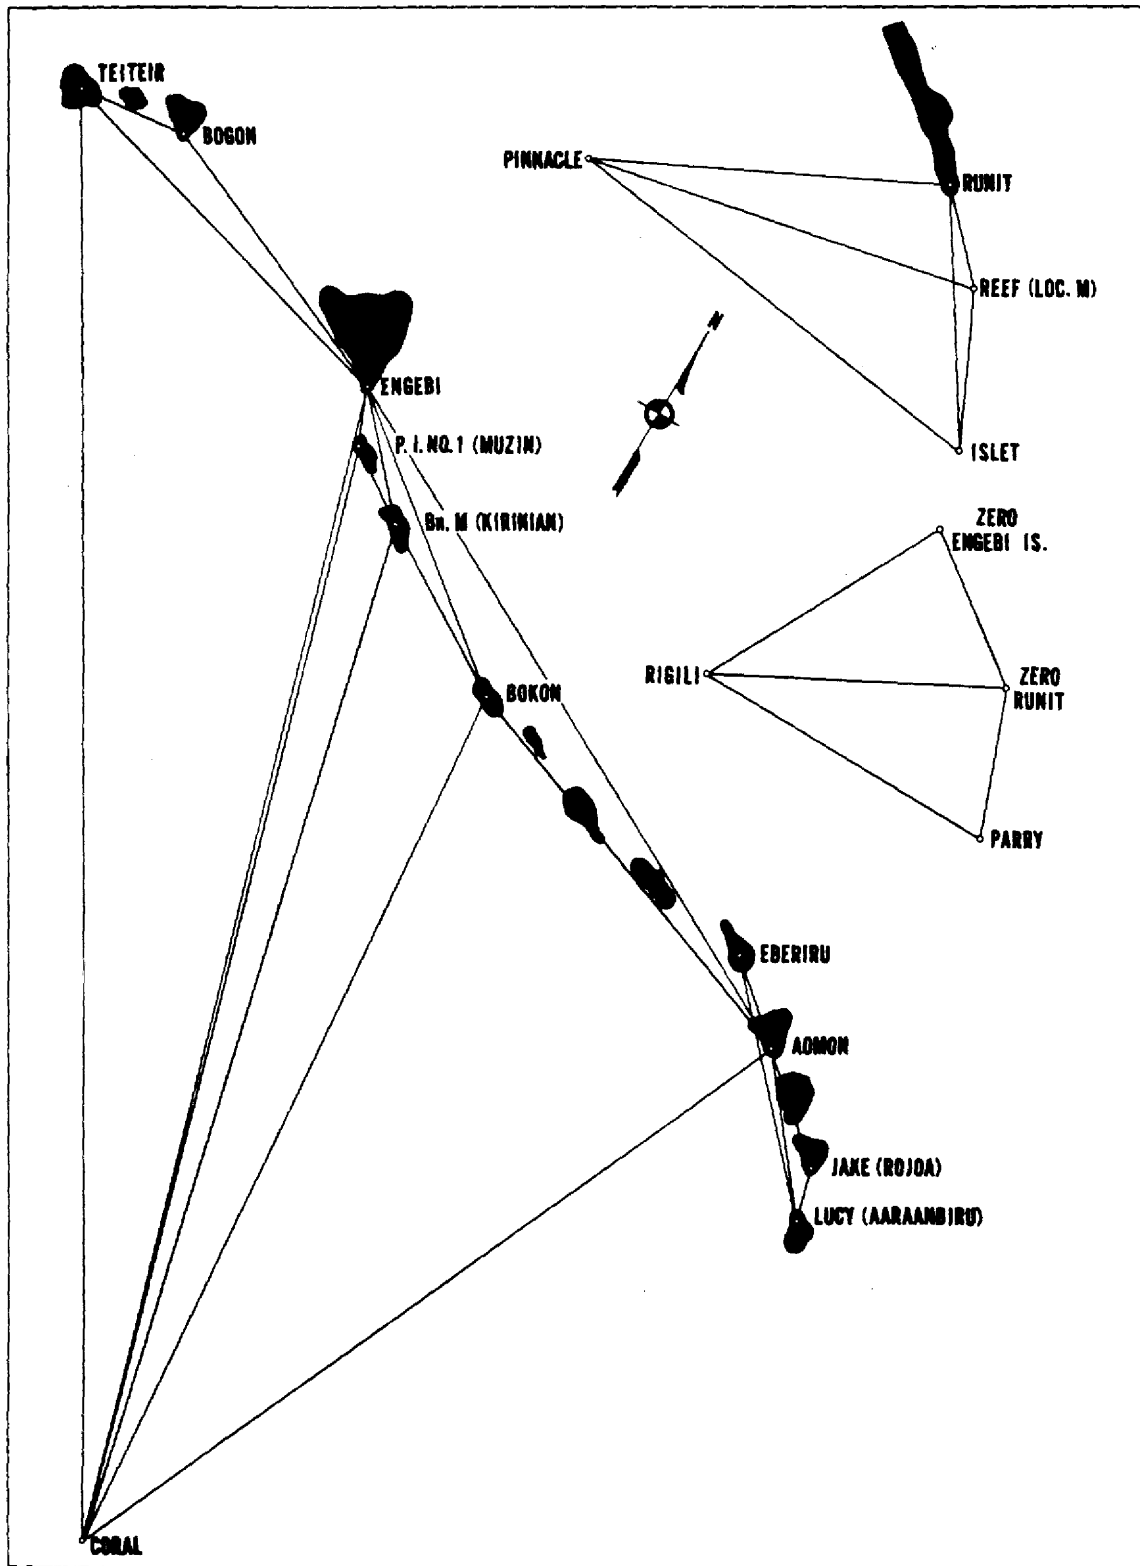 TEITEIR
BOGON
PINNACLE
RUNIT
REEF (LOC. M)
N
ENGEBI
P. I. NO. 1 (MUZIN)
ISLET
Bn. M (KIRINIAN)
ZERO
ENGEBI IS.
RIGILI
ZERO
RUNIT
BOKON
PARRY
EBERIRU
AOMON
JAKE (ROJOA)
LUCY (AARAANBIRU)
CORAL